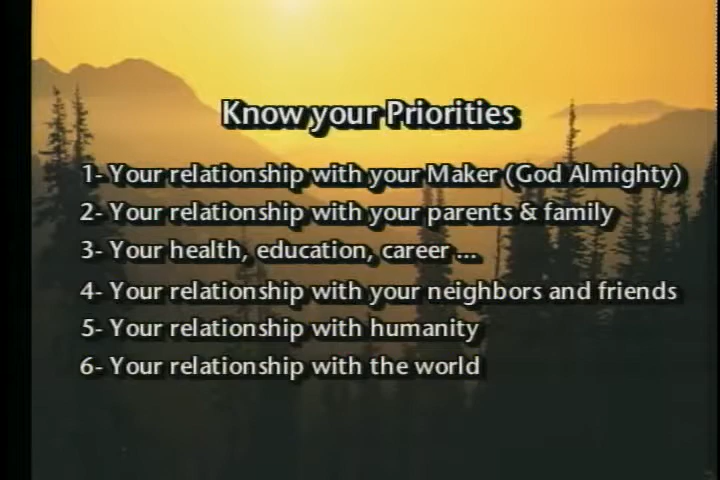 Know your Priorities
1- Your relationship with your Maker (God Almighty)
2- Your relationship with your parents & family
3- Your health, education, career ...
4- Your relationship with your neighbors and friends
5- Your relationship with humanity
6- Your relationship with the world